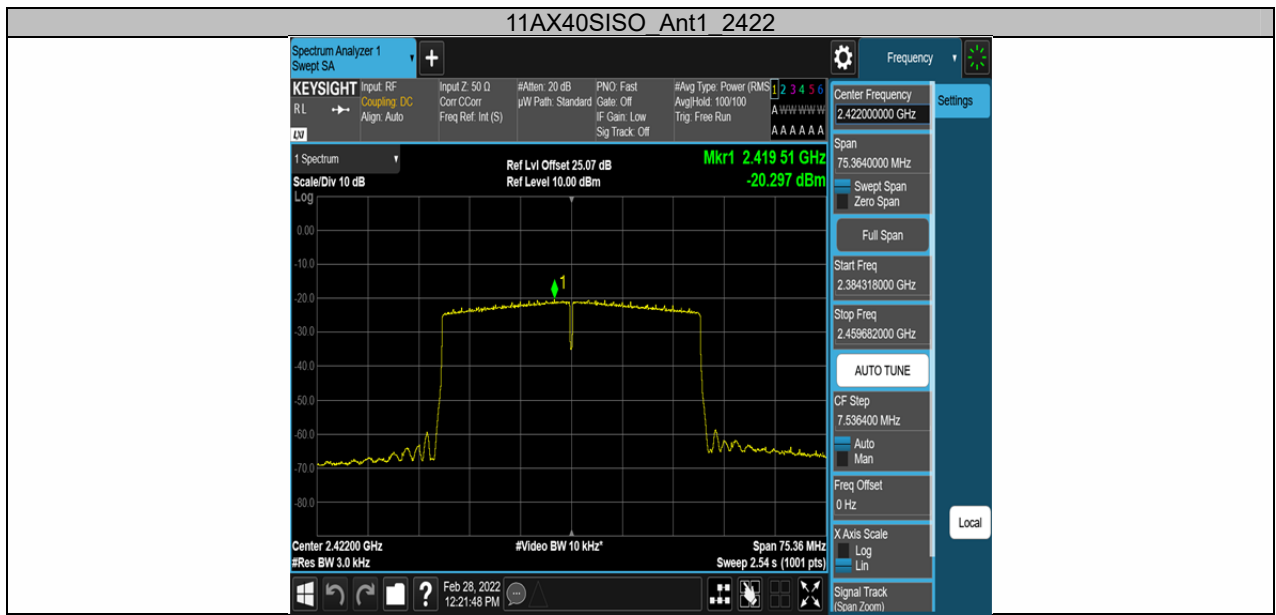 11AX40SISO_Ant1_2422
Spectrum Analyzer 1
Swept SA
+
Frequency
KEYSIGHT
RL
LXI
Input: RF
Coupling: DC
Align: Auto
Input Z: 50 Ω
Corr CCorr
Freq Ref: Int (S)
#Atten: 20 dB
µW Path: Standard
PNO: Fast
Gate: Off
IF Gain: Low
Sig Track: Off
#Avg Type: Power (RMS
Avg|Hold: 100/100
Trig: Free Run
1 2 3 4 5 6
A W W W W W
A A A A A A
1 Spectrum
Scale/Div 10 dB
Ref Lvl Offset 25.07 dB
Ref Level 10.00 dBm
Mkr1 2.419 51 GHz
-20.297 dBm
Log
0.00
-10.0
-20.0
-30.0
-40.0
-50.0
-60.0
-70.0
-80.0
1
Center 2.42200 GHz
#Res BW 3.0 kHz
#Video BW 10 kHz*
Span 75.36 MHz
Sweep 2.54 s (1001 pts)
Center Frequency
2.422000000 GHz
Span
75.3640000 MHz
Swept Span
Zero Span
Full Span
Start Freq
2.384318000 GHz
Stop Freq
2.459682000 GHz
AUTO TUNE
CF Step
7.536400 MHz
Auto
Man
Freq Offset
0 Hz
X Axis Scale
Log
Lin
Signal Track
(Span Zoom)
Settings
Local
?
Feb 28, 2022
12:21:48 PM